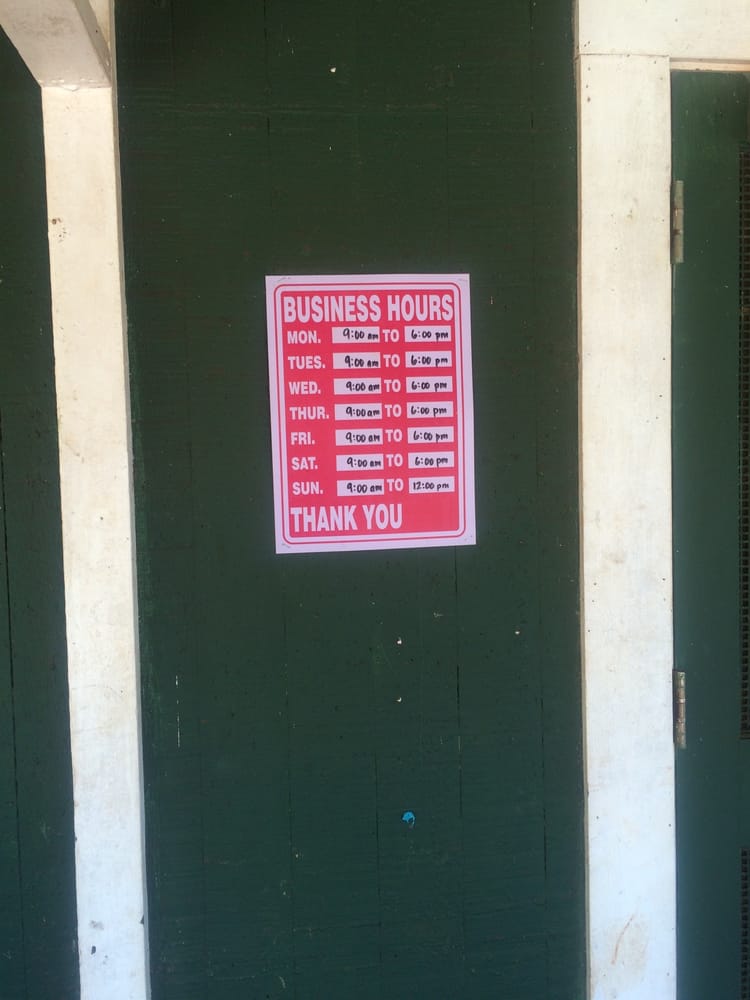 BUSINESS HOURS
MON. 9:00 am TO 6:00 pm
TUES. 9:00 am TO 6:00 pm
WED. 9:00 am TO 6:00 pm
THUR. 9:00 am TO 6:00 pm
FRI. 9:00 am TO 6:00 pm
SAT. 9:00 am TO 6:00 pm
SUN. 9:00 am TO 12:00 pm
THANK YOU